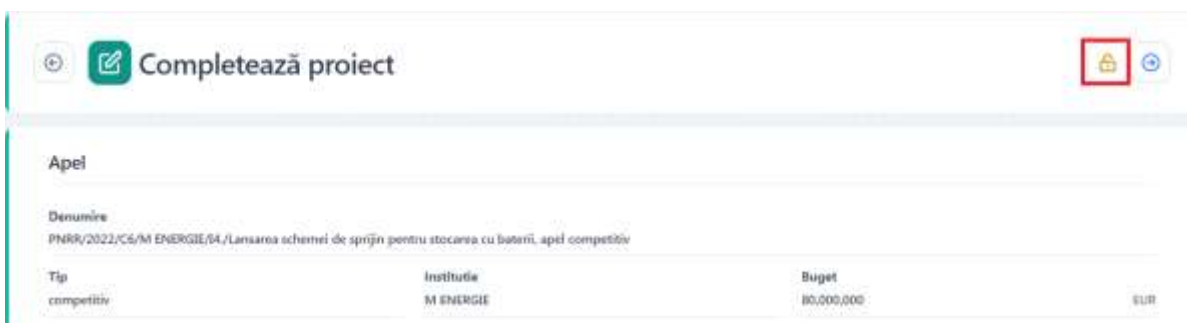 Completează proiect
Apel
Denumire
PNRR/2022/C6/M ENERGIE/I4./Lansarea schemei de sprijin pentru stocarea cu baterii, apel competitiv
Tip Institutie Buget
competitiv M ENERGIE 80,000,000 EUR